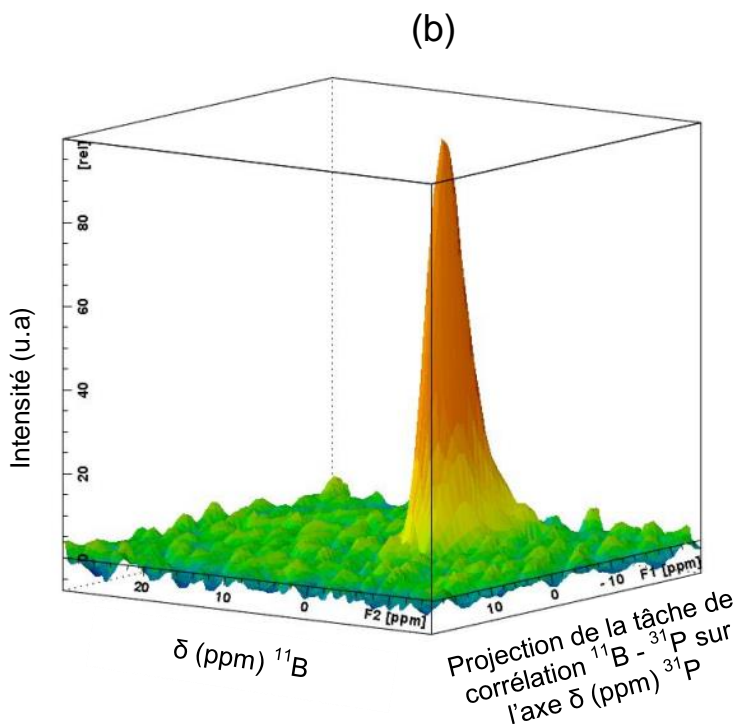 (b)
[rel]
80
60
40
20
0
Intensité (u.a)
20
10
0
F2 [ppm]
δ (ppm) ¹¹B
10
0
-10
F1 [ppm]
Projection de la tâche de
corrélation ¹¹B - ³¹P sur
l'axe δ (ppm) ³¹P